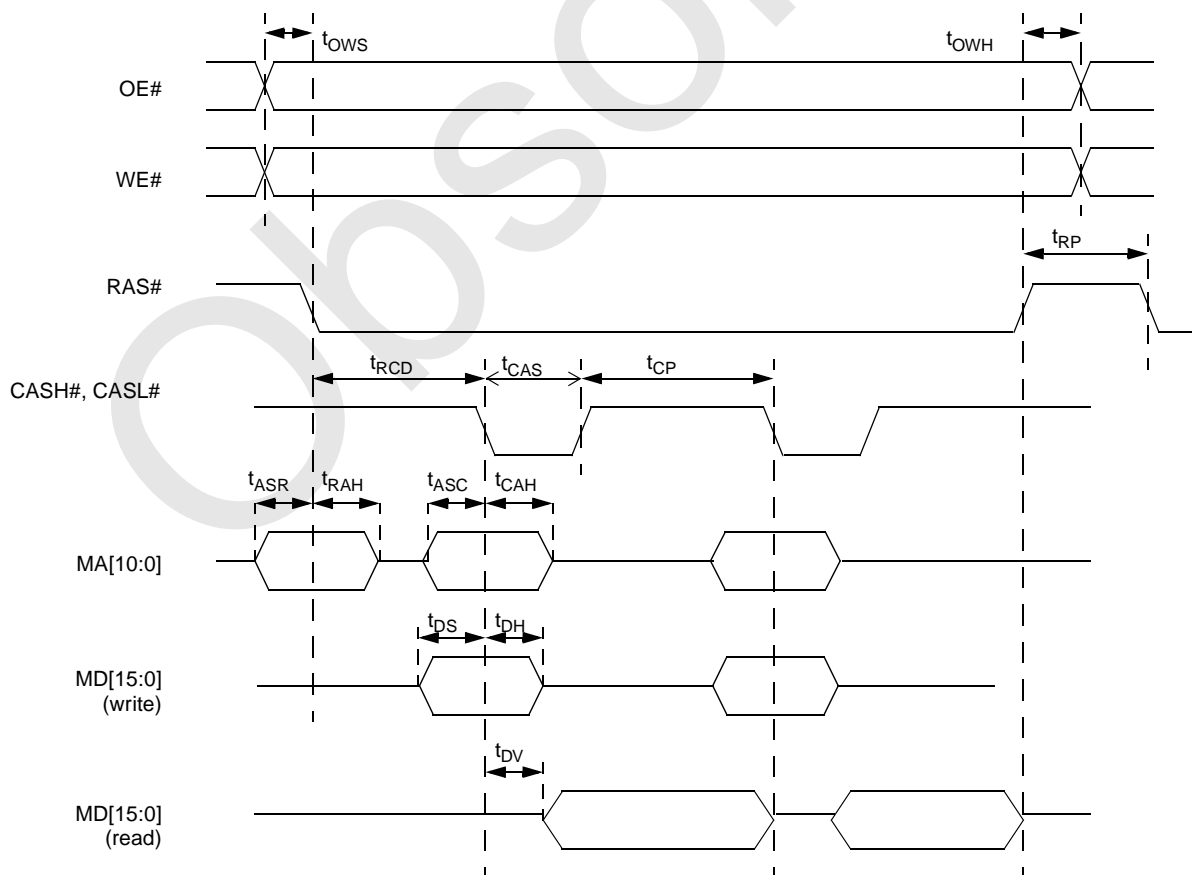 tOWS
tOWH
OE#
WE#
tRP
RAS#
tRCD
tCAS
tCP
CASH#, CASL#
tASR
tRAH
tASC
tCAH
MA[10:0]
tDS
tDH
MD[15:0]
(write)
tDV
MD[15:0]
(read)